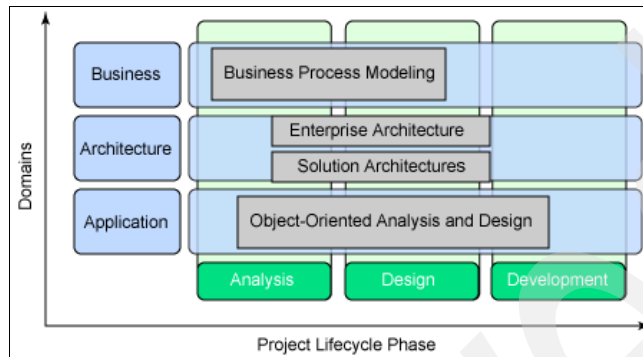 Domains
Business
Business Process Modeling
Architecture
Enterprise Architecture
Solution Architectures
Application
Object-Oriented Analysis and Design
Analysis
Design
Development
Project Lifecycle Phase